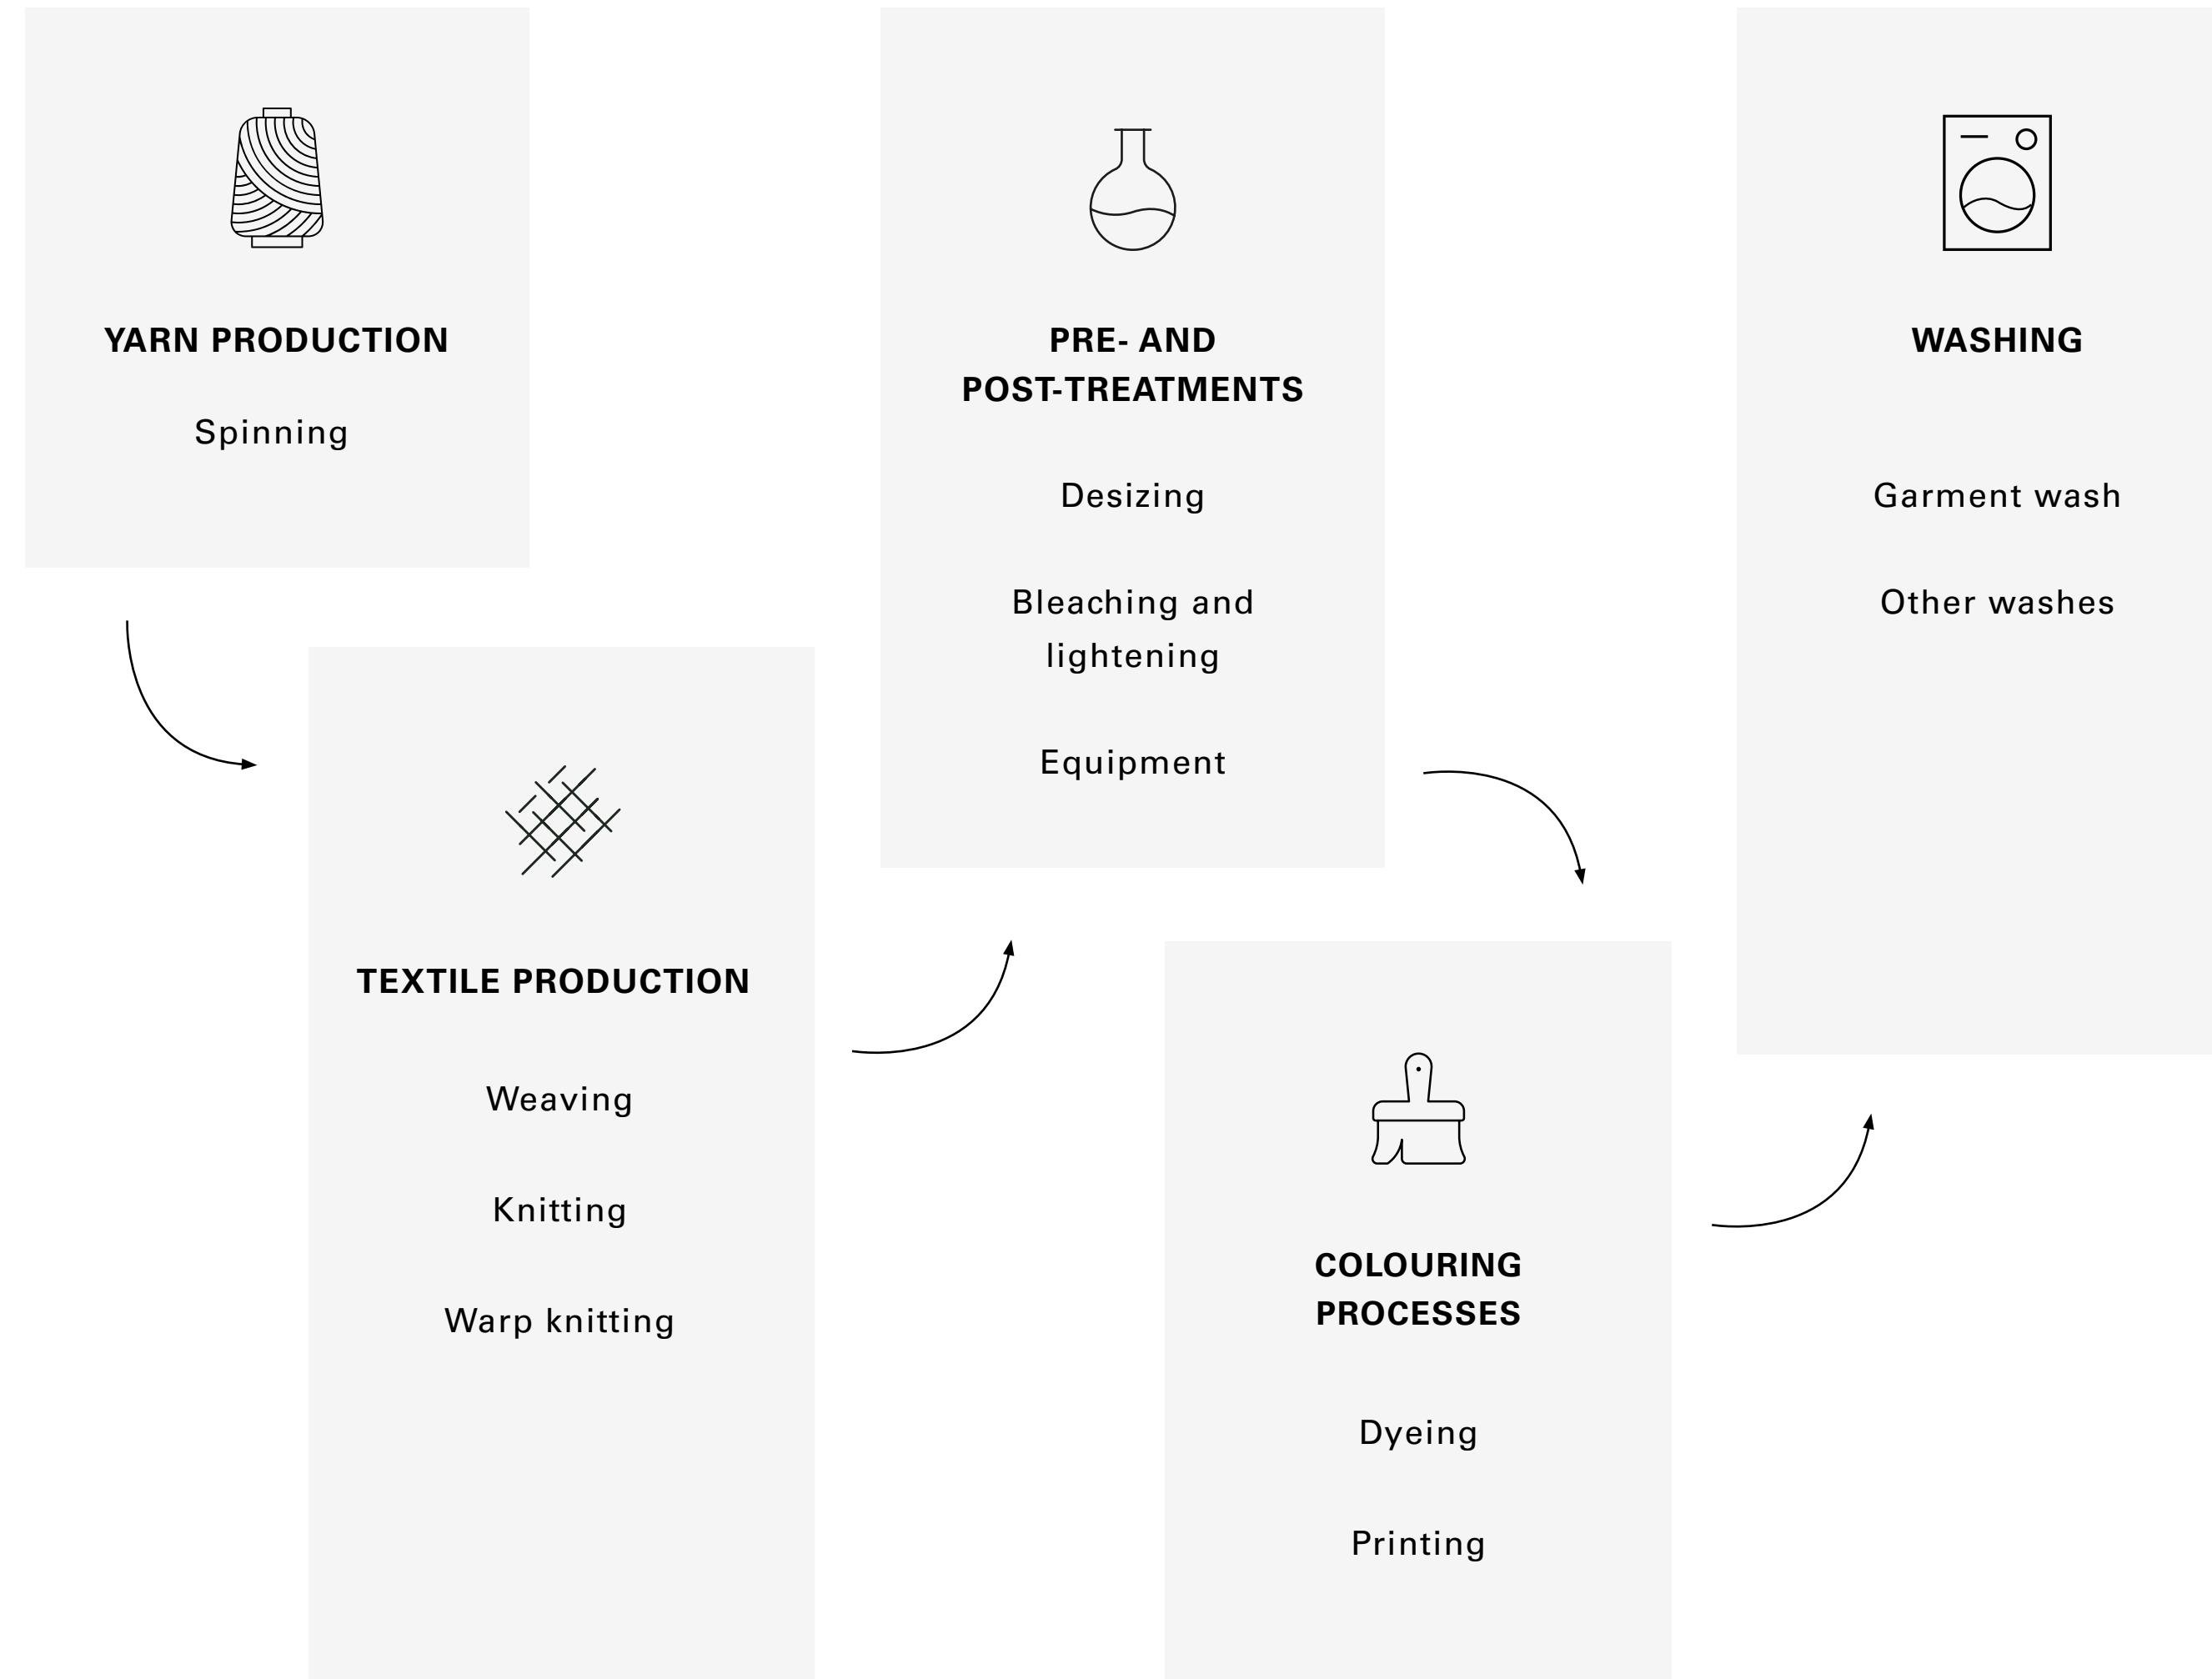 YARN PRODUCTION
Spinning
TEXTILE PRODUCTION
Weaving
Knitting
Warp knitting
PRE- AND
POST-TREATMENTS
Desizing
Bleaching and
lightening
Equipment
COLOURING
PROCESSES
Dyeing
Printing
WASHING
Garment wash
Other washes